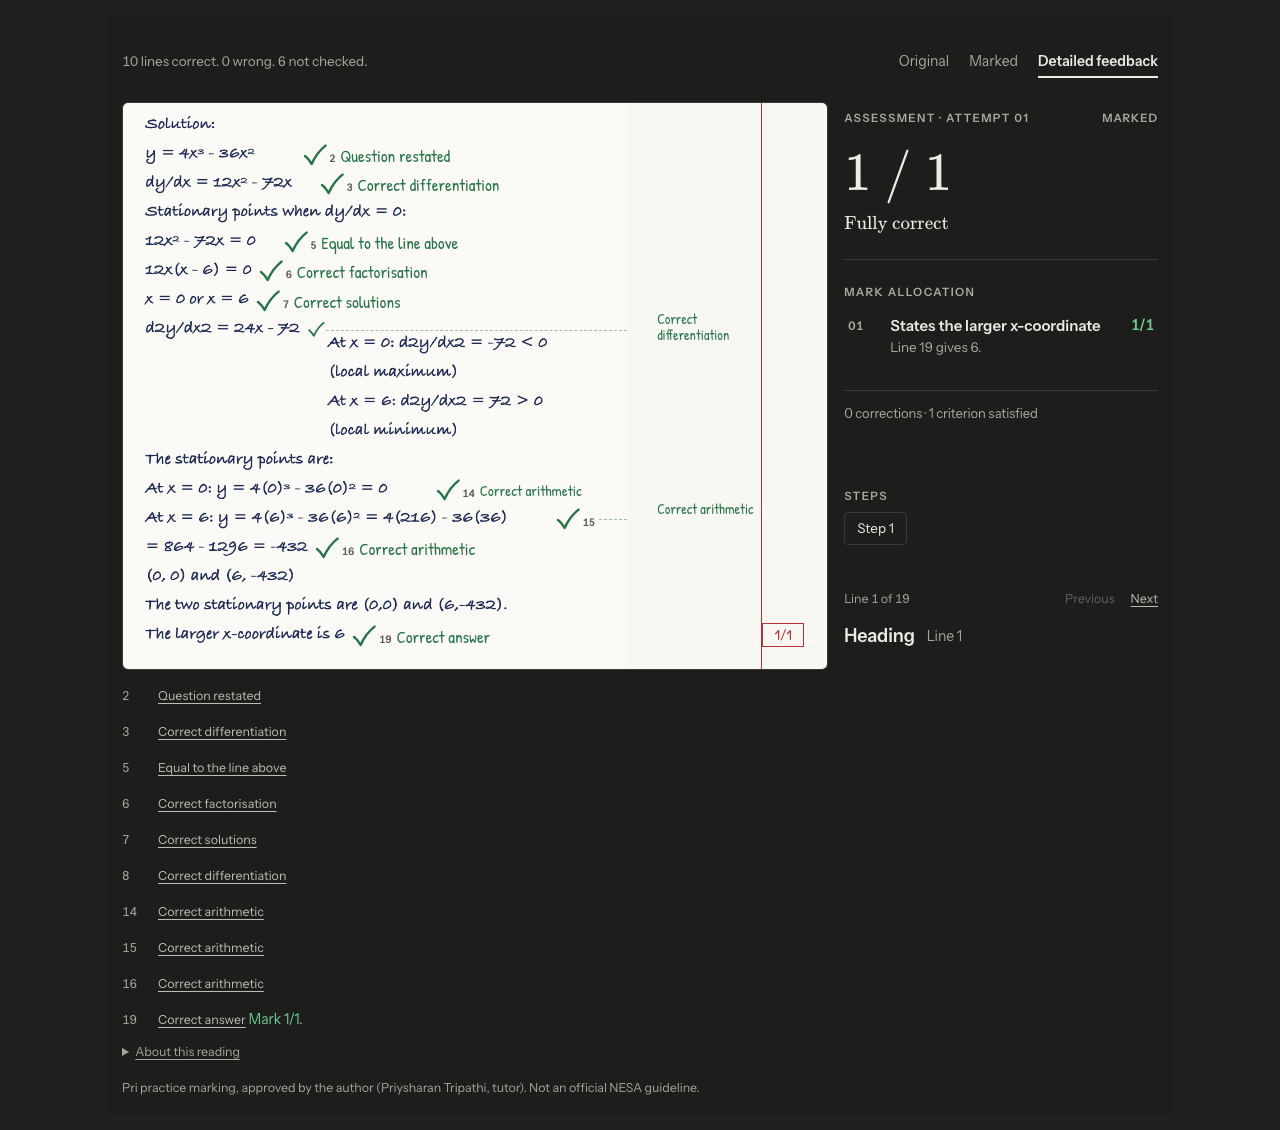 10 lines correct. 0 wrong. 6 not checked.
Original Marked Detailed feedback
Solution:
y = 4x³ - 36x²
2 Question restated
dy/dx = 12x² - 72x
3 Correct differentiation
Stationary points when dy/dx = 0:
12x² - 72x = 0
5 Equal to the line above
12x(x - 6) = 0
6 Correct factorisation
x = 0 or x = 6
7 Correct solutions
d2y/dx2 = 24x - 72
Correct
differentiation
At x = 0: d2y/dx2 = -72 < 0
(local maximum)
At x = 6: d2y/dx2 = 72 > 0
(local minimum)
The stationary points are:
At x = 0: y = 4(0)³ - 36(0)² = 0
14 Correct arithmetic
At x = 6: y = 4(6)³ - 36(6)² = 4(216) - 36(36)
15
Correct arithmetic
= 864 - 1296 = -432
16 Correct arithmetic
(0, 0) and (6, -432)
The two stationary points are (0,0) and (6,-432).
The larger x-coordinate is 6
19 Correct answer
1/1
ASSESSMENT · ATTEMPT 01
MARKED
1 / 1
Fully correct
MARK ALLOCATION
01 States the larger x-coordinate 1/1
Line 19 gives 6.
0 corrections · 1 criterion satisfied
STEPS
Step 1
Line 1 of 19
Previous Next
Heading Line 1
2 Question restated
3 Correct differentiation
5 Equal to the line above
6 Correct factorisation
7 Correct solutions
8 Correct differentiation
14 Correct arithmetic
15 Correct arithmetic
16 Correct arithmetic
19 Correct answer Mark 1/1.
About this reading
Pri practice marking, approved by the author (Priysharan Tripathi, tutor). Not an official NESA guideline.